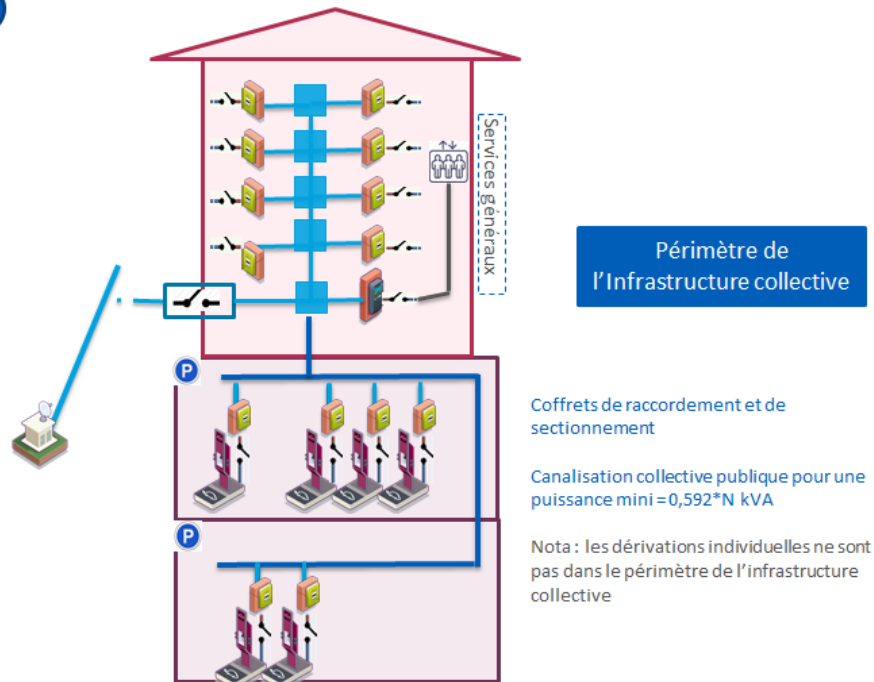 Services généraux
Périmètre de
l'Infrastructure collective
P
Coffrets de raccordement et de
sectionnement
Canalisation collective publique pour une
puissance mini = 0,592*N kVA
P
Nota : les dérivations individuelles ne sont
pas dans le périmètre de l'infrastructure
collective